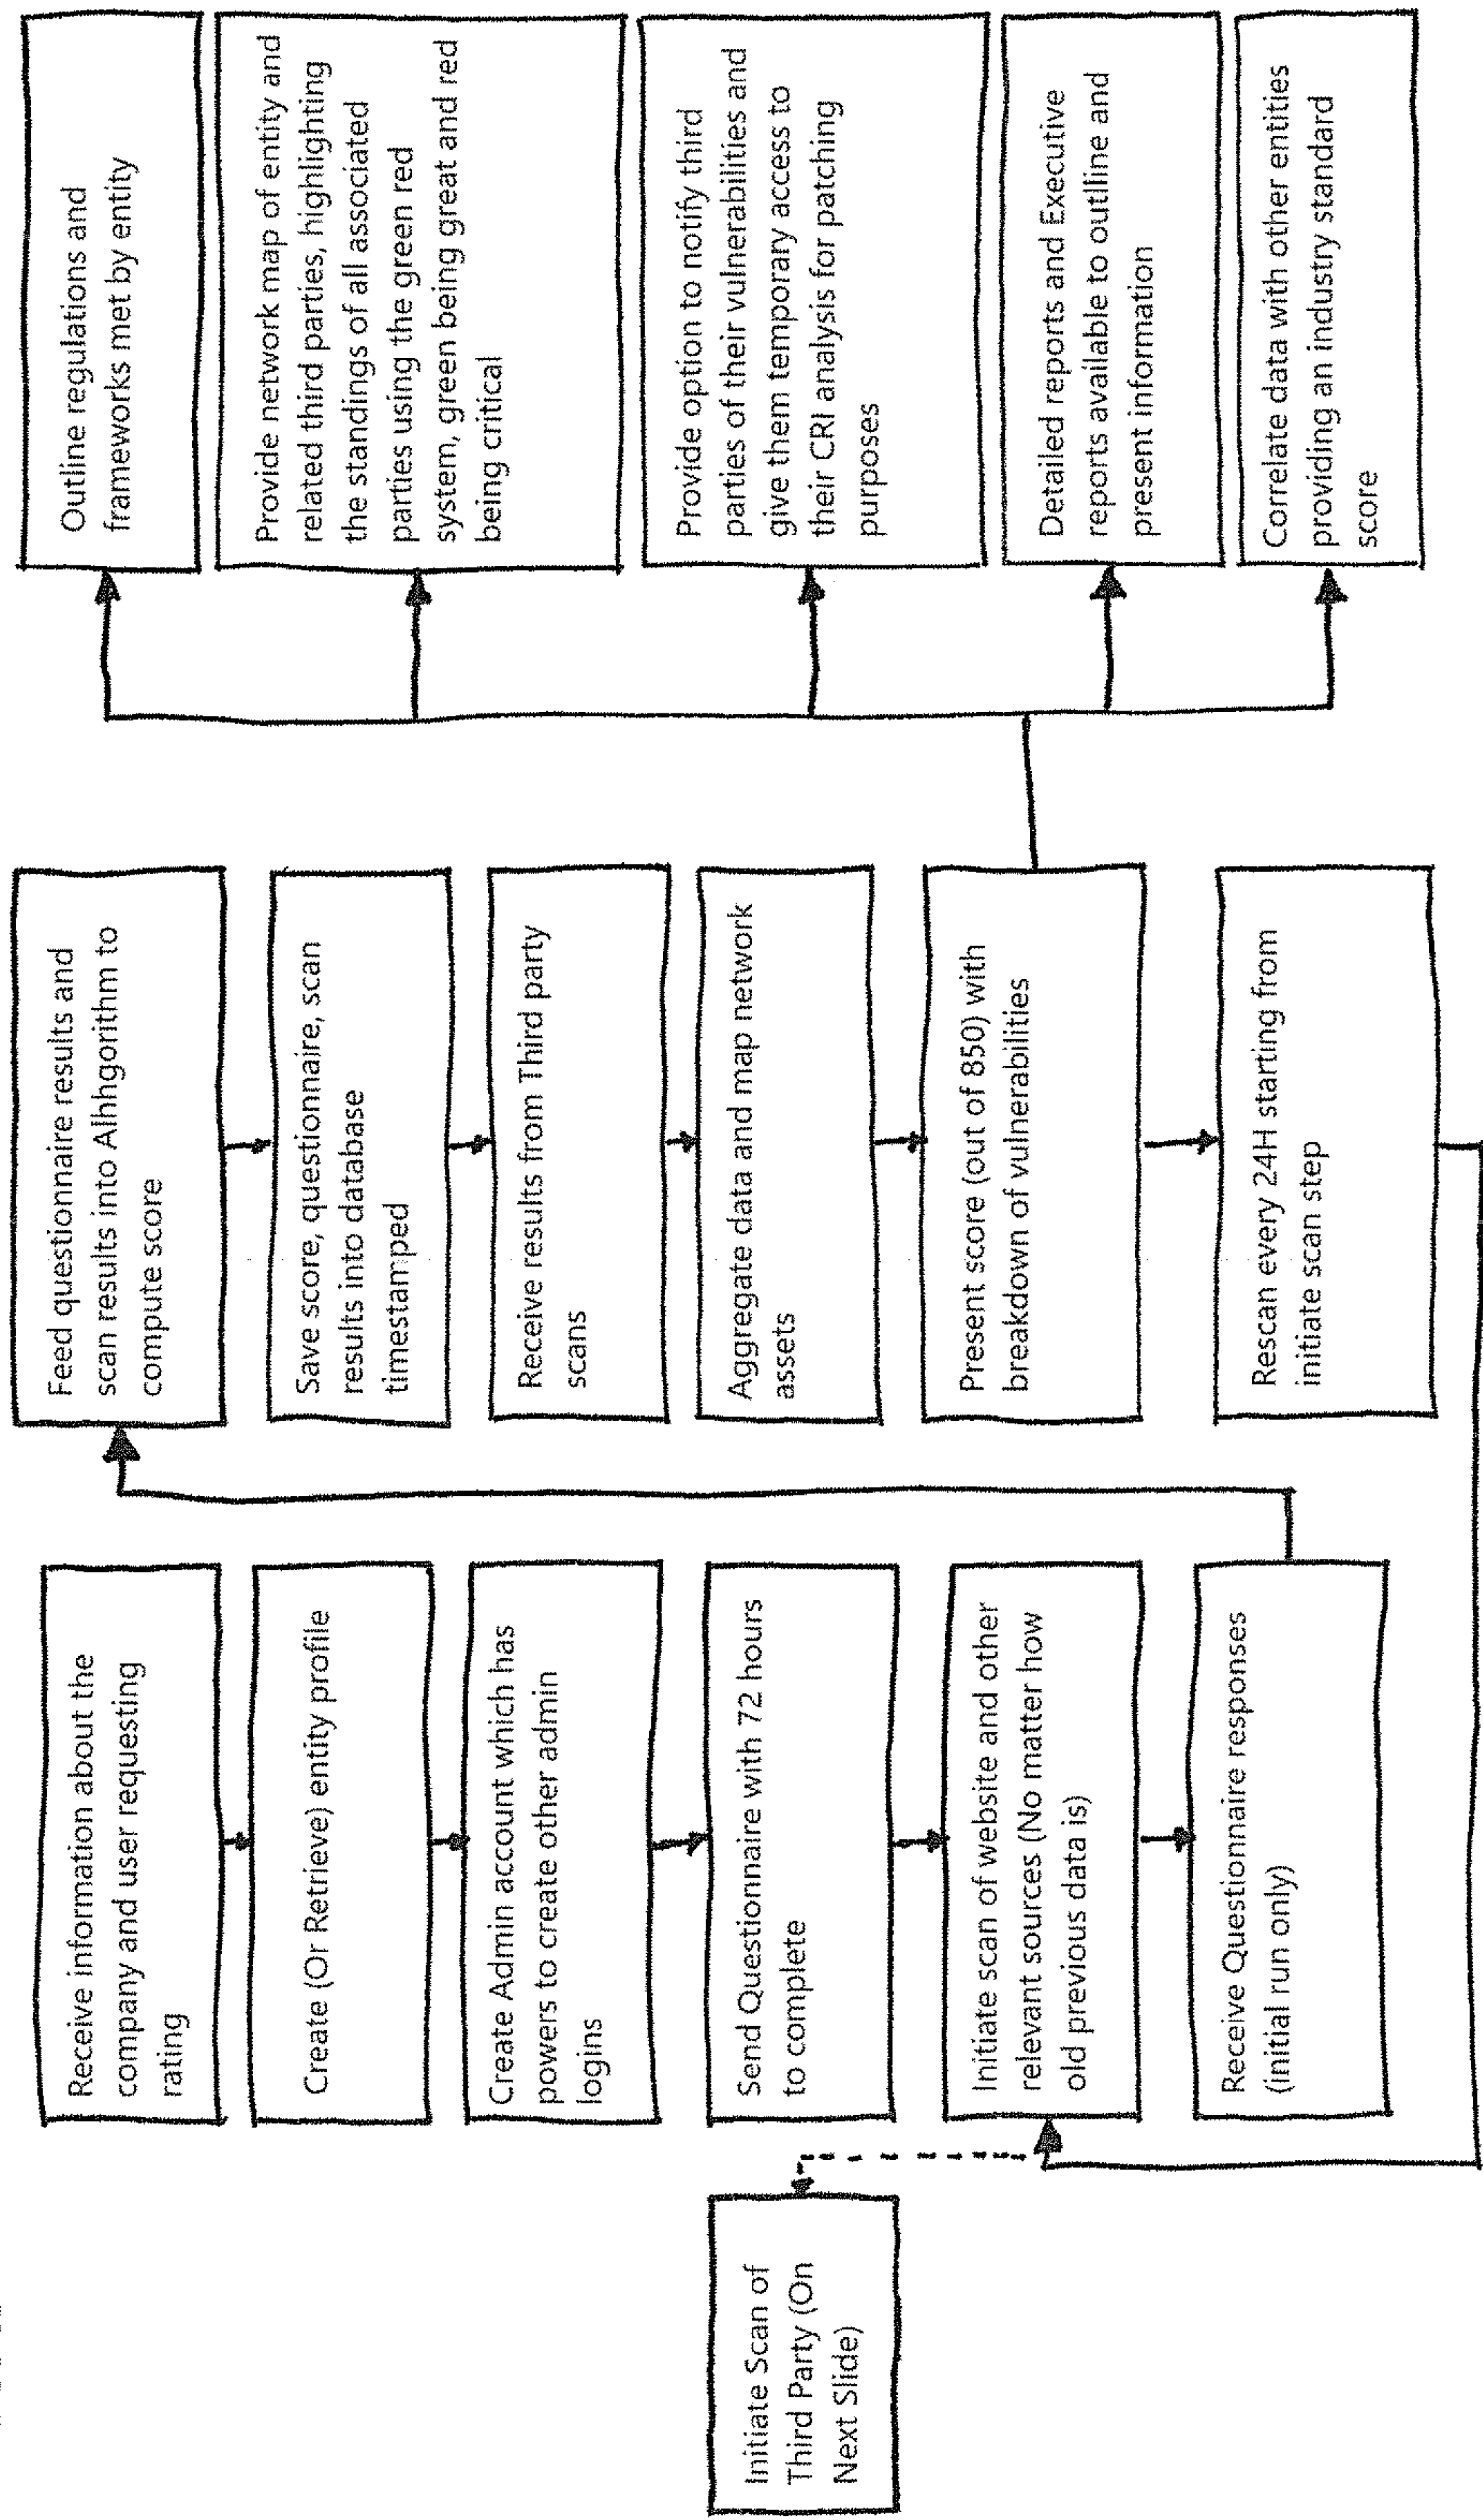 Receive information about the
company and user requesting
rating
Create (Or Retrieve) entity profile
Create Admin account which has
powers to create other admin
logins
Send Questionnaire with 72 hours
to complete
Initiate scan of website and other
relevant sources (No matter how
old previous data is)
Receive Questionnaire responses
(initial run only)
Initiate Scan of
Third Party (On
Next Slide)
Feed questionnaire results and
scan results into Alhhgorithm to
compute score
Save score, questionnaire, scan
results into database
timestamped
Receive results from Third party
scans
Aggregate data and map network
assets
Present score (out of 850) with
breakdown of vulnerabilities
Rescan every 24H starting from
initiate scan step
Outline regulations and
frameworks met by entity
Provide network map of entity and
related third parties, highlighting
the standings of all associated
parties using the green red
system, green being great and red
being critical
Provide option to notify third
parties of their vulnerabilities and
give them temporary access to
their CRI analysis for patching
purposes
Detailed reports and Executive
reports available to outline and
present information
Correlate data with other entities
providing an industry standard
score